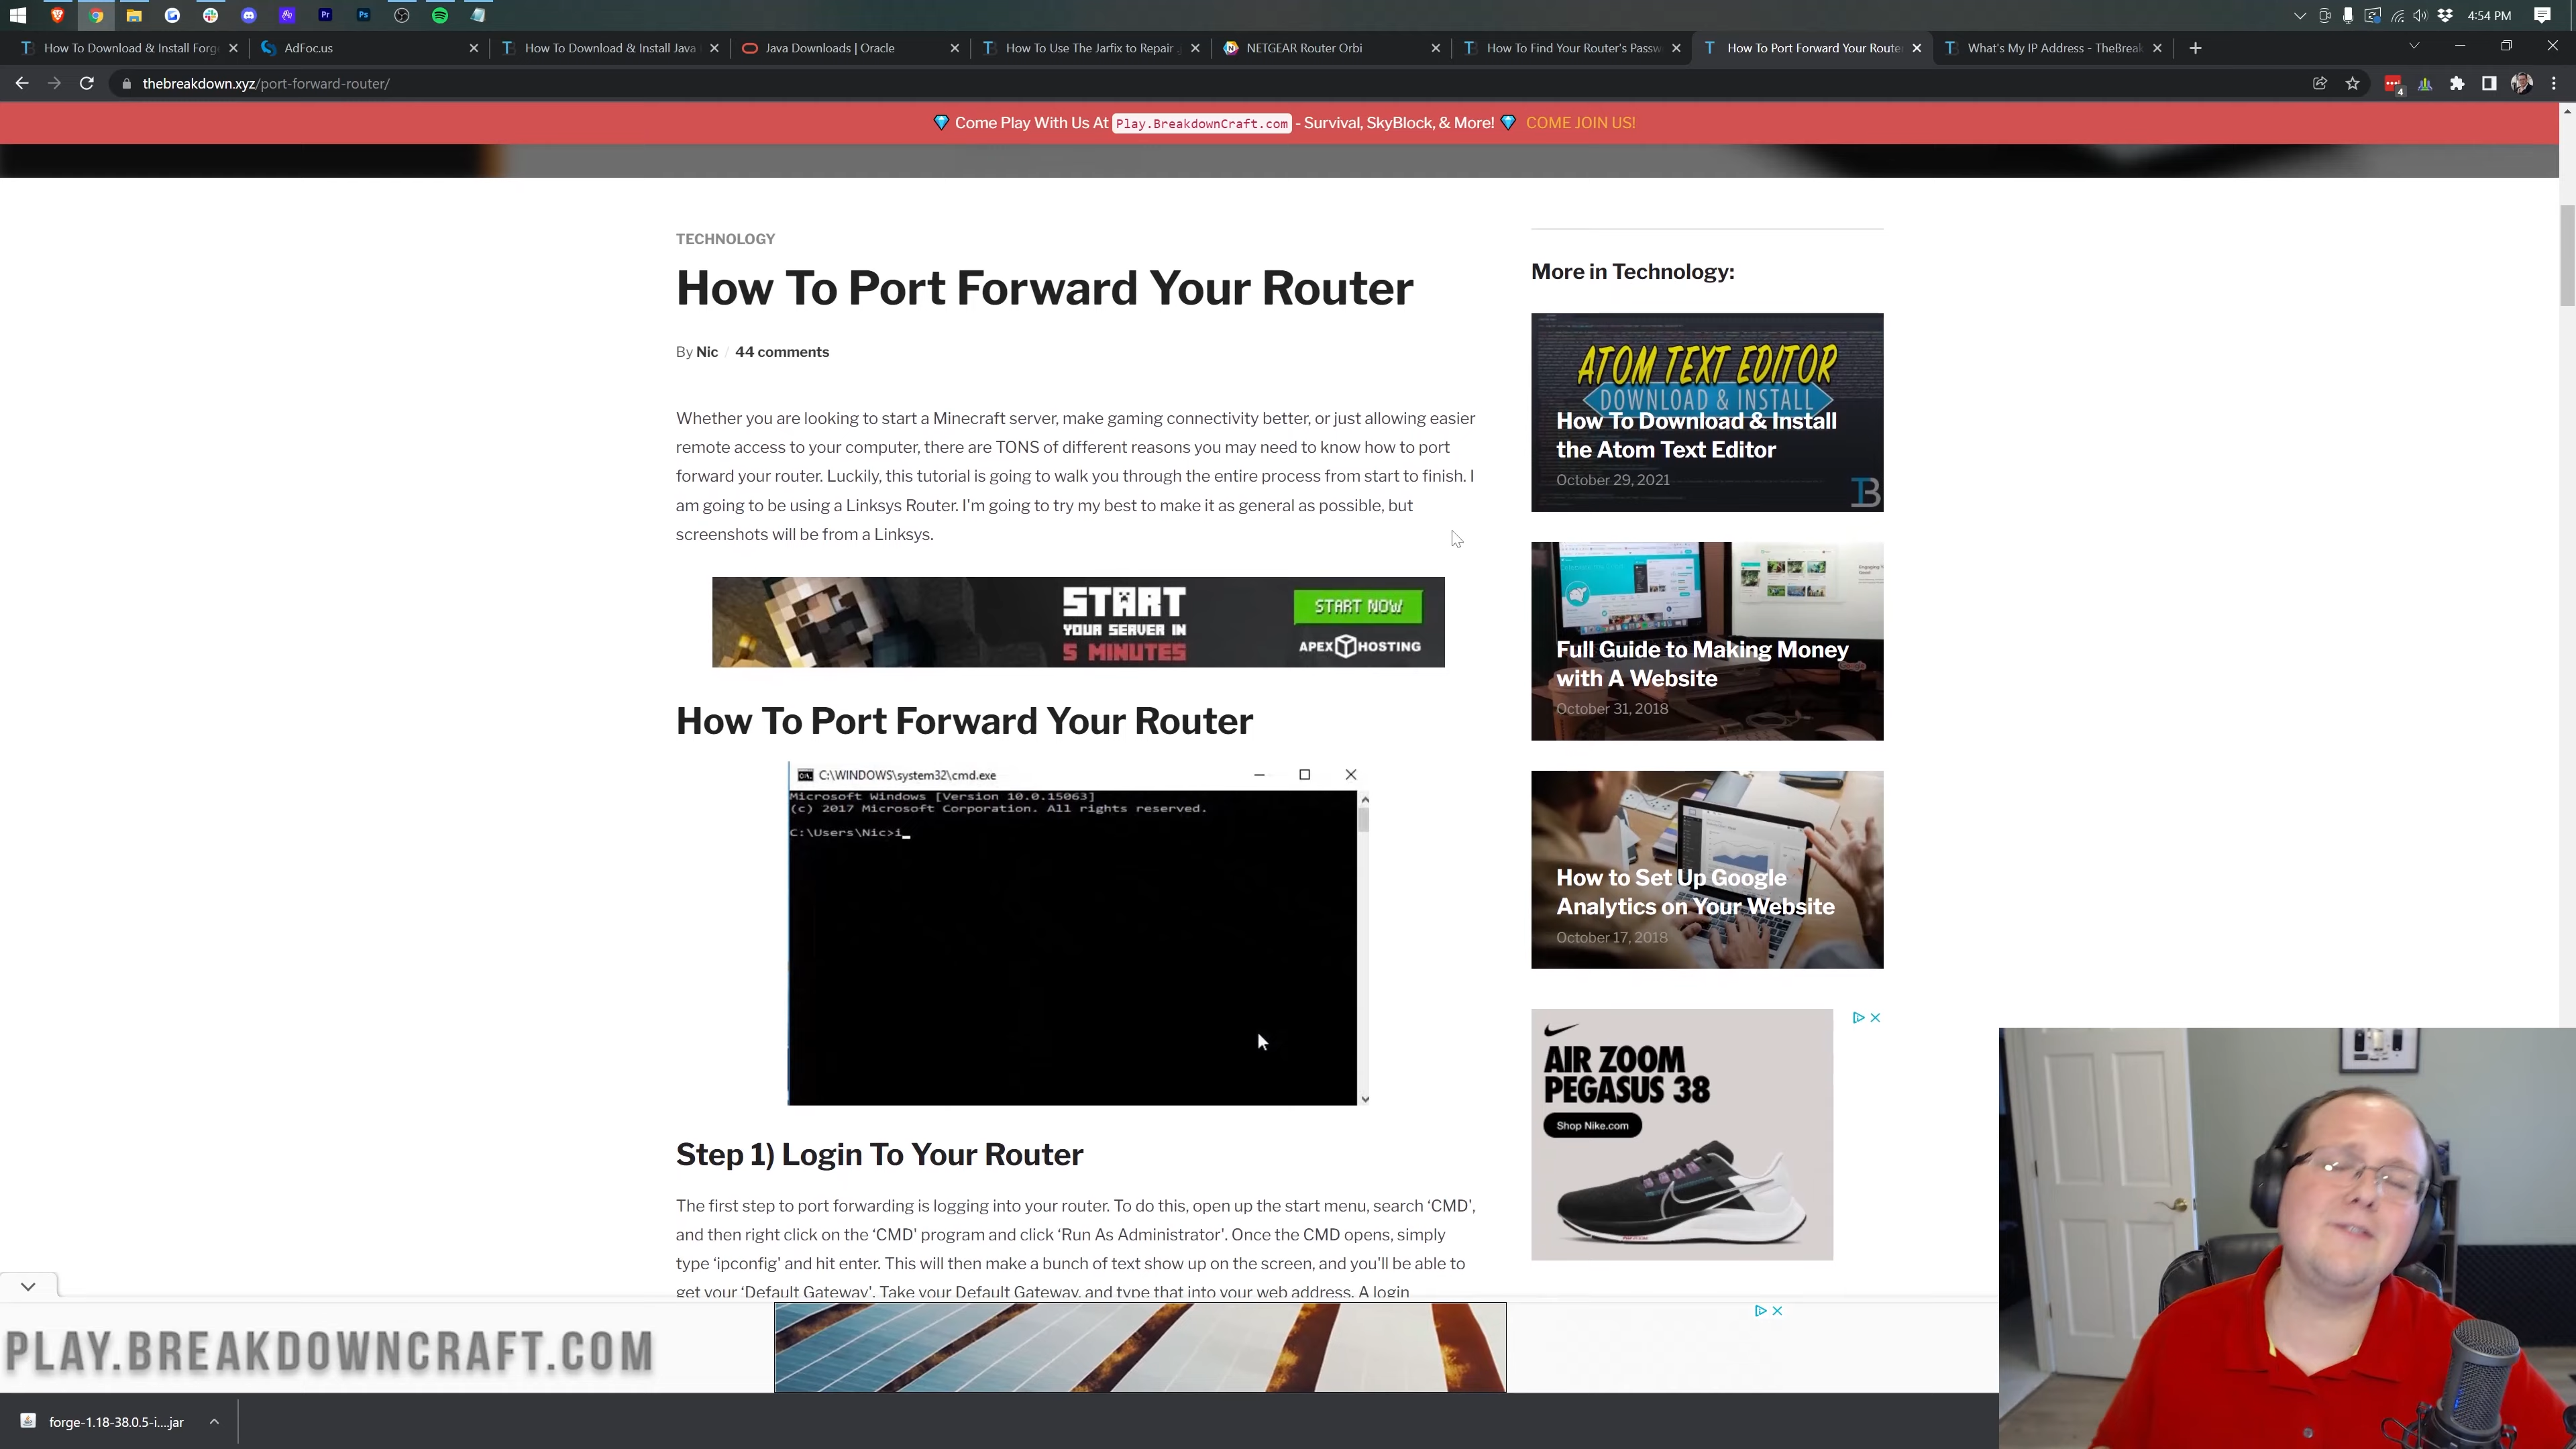 4:54 PM
How To Download & Install Forg
AdFoc.us
How To Download & Install Java
Java Downloads | Oracle
How To Use The Jarfix to Repair
NETGEAR Router Orbi
How To Find Your Router's Passw
How To Port Forward Your Router
What's My IP Address - TheBreak
thebreakdown.xyz/port-forward-router/
4
Come Play With Us At Play.BreakdownCraft.com - Survival, SkyBlock, & More! COME JOIN US!
TECHNOLOGY
How To Port Forward Your Router
By Nic / 44 comments
Whether you are looking to start a Minecraft server, make gaming connectivity better, or just allowing easier
remote access to your computer, there are TONS of different reasons you may need to know how to port
forward your router. Luckily, this tutorial is going to walk you through the entire process from start to finish. I
am going to be using a Linksys Router. I'm going to try my best to make it as general as possible, but
screenshots will be from a Linksys.
START
YOUR SERVER IN
5 MINUTES
START NOW
APEX HOSTING
How To Port Forward Your Router
C:\WINDOWS\system32\cmd.exe
Microsoft Windows [Version 10.0.15063]
(c) 2017 Microsoft Corporation. All rights reserved.
C:\Users\Nic>i_
Step 1) Login To Your Router
The first step to port forwarding is logging into your router. To do this, open up the start menu, search ‘CMD’,
and then right click on the ‘CMD’ program and click ‘Run As Administrator’. Once the CMD opens, simply
type ‘ipconfig’ and hit enter. This will then make a bunch of text show up on the screen, and you'll be able to
get your ‘Default Gateway’. Take your Default Gateway, and type that into your web address. A login
More in Technology:
ATOM TEXT EDITOR
DOWNLOAD & INSTALL
How To Download & Install
the Atom Text Editor
October 29, 2021
Full Guide to Making Money
with A Website
October 31, 2018
How to Set Up Google
Analytics on Your Website
October 17, 2018
AIR ZOOM
PEGASUS 38
Shop Nike.com
PLAY.BREAKDOWNCRAFT.COM
forge-1.18-38.0.5-i....jar